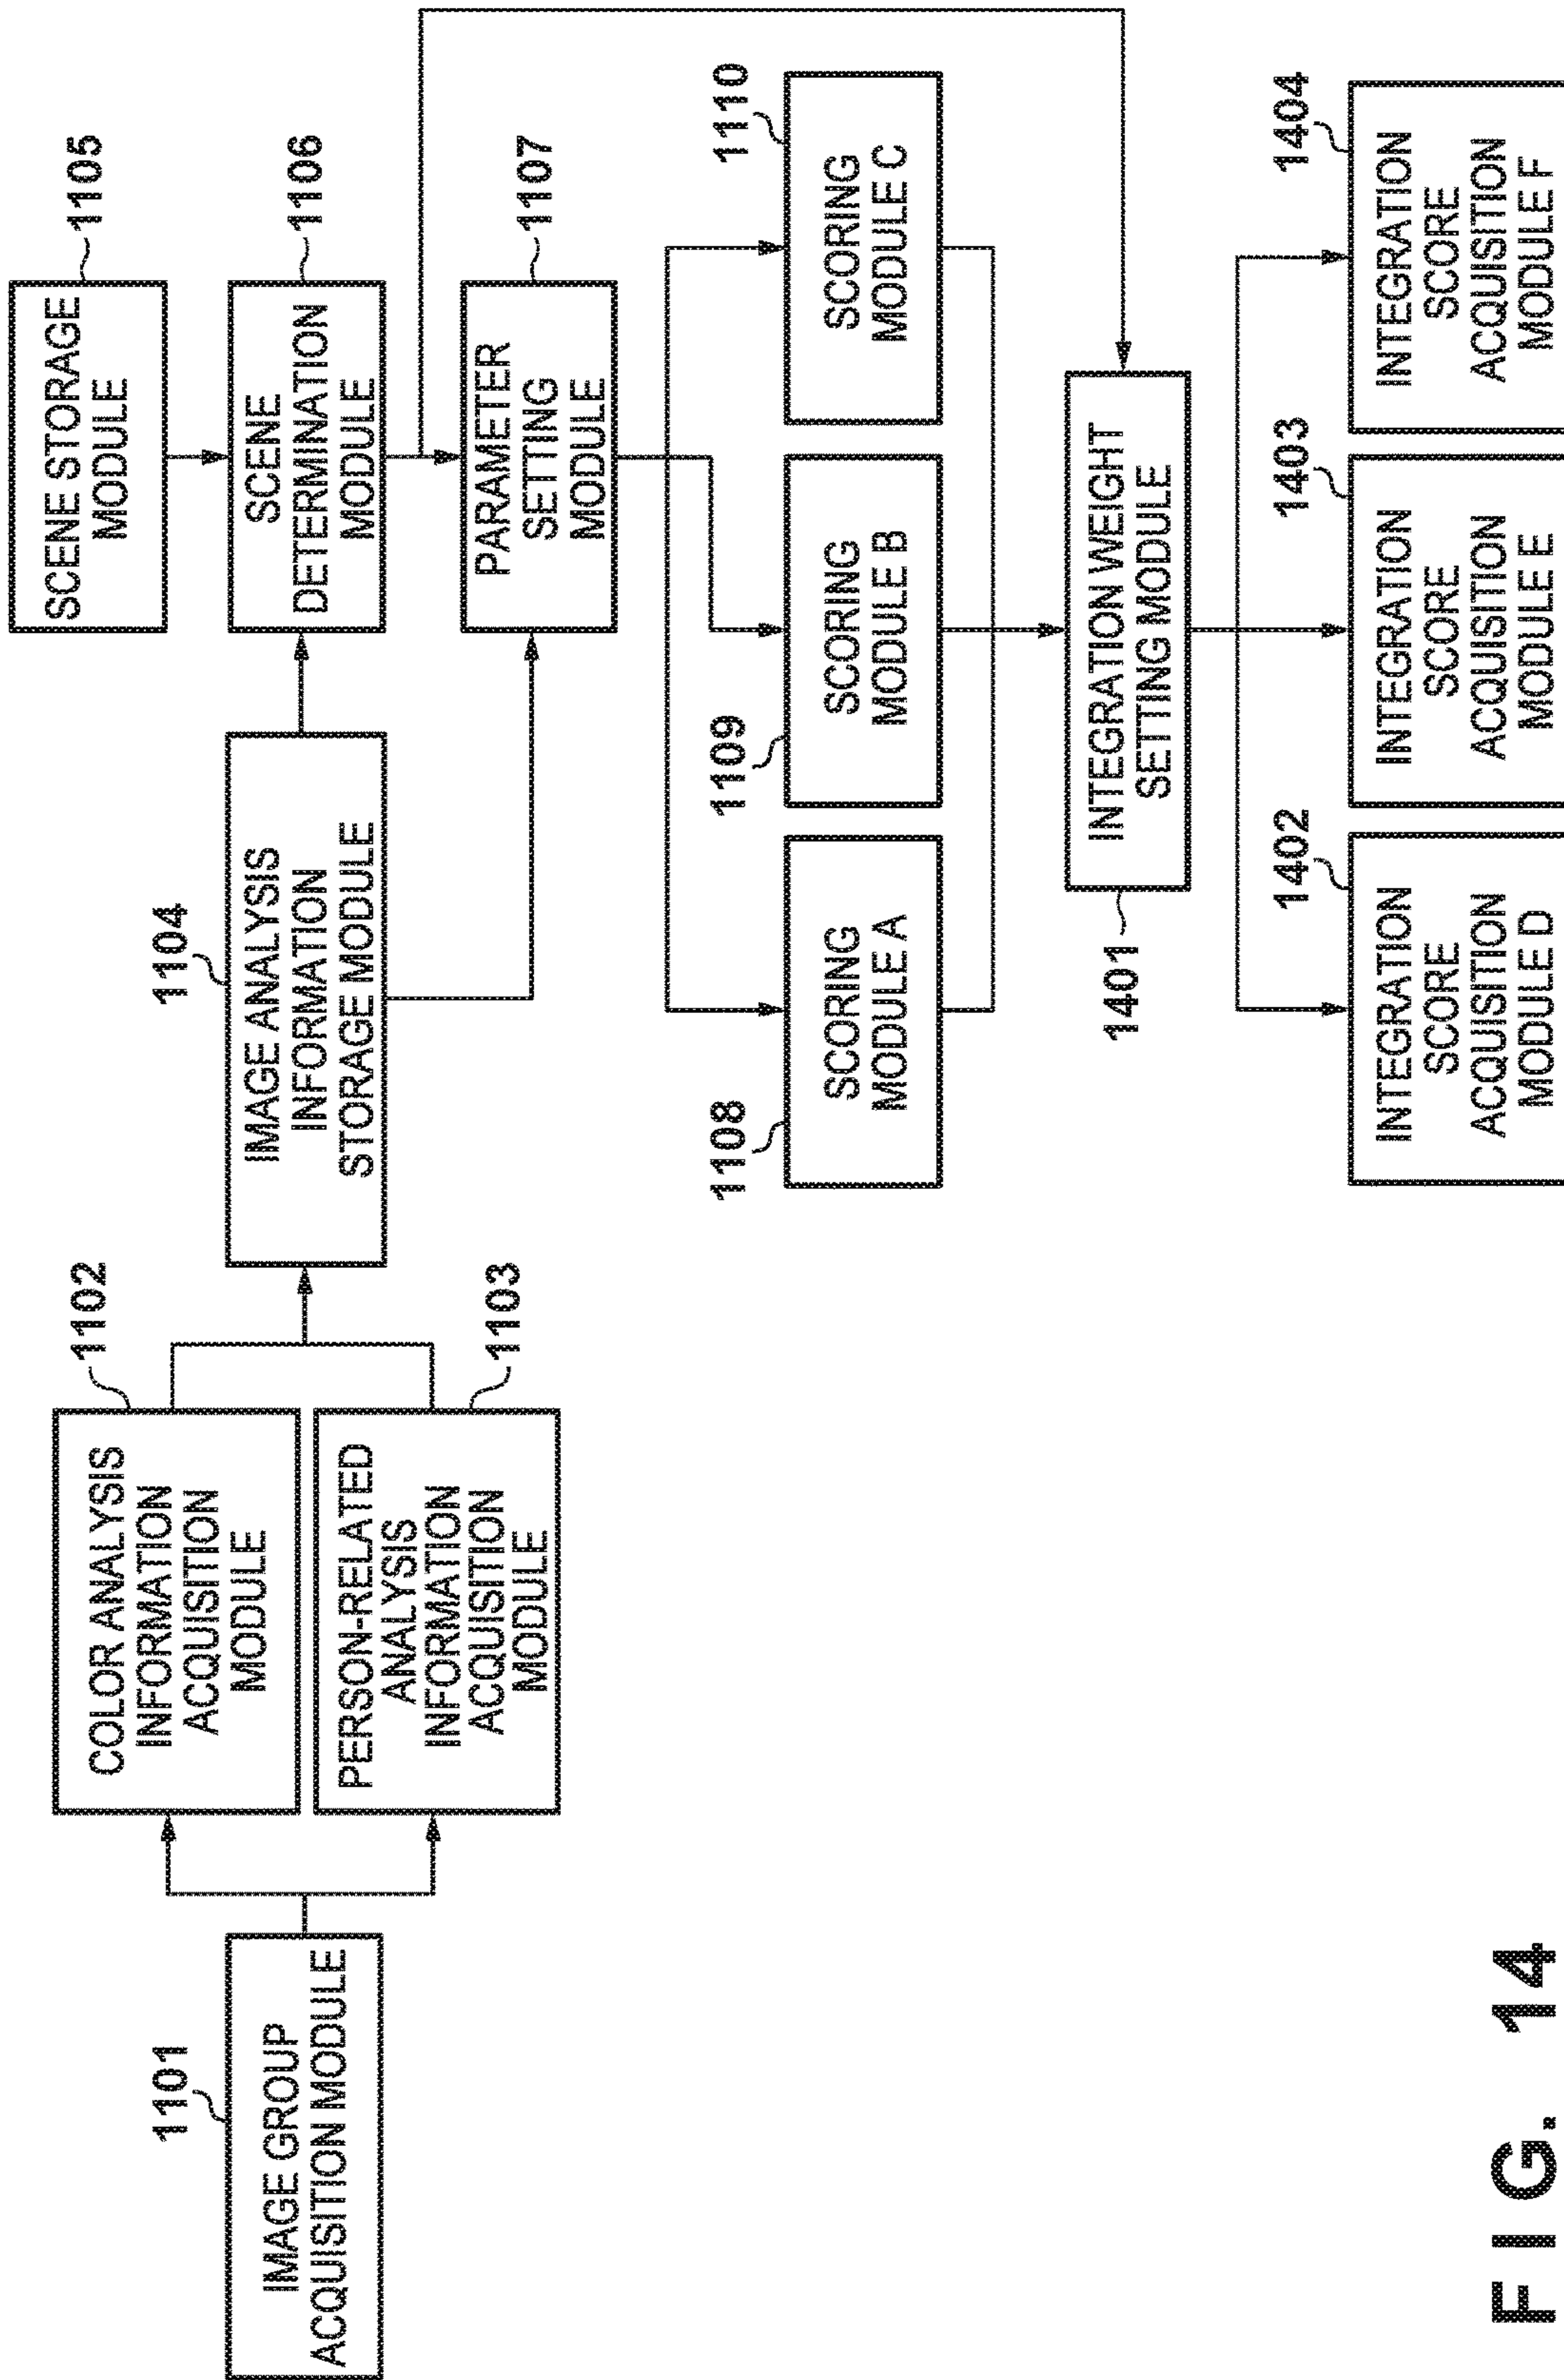 1101
IMAGE GROUP
ACQUISITION MODULE
1102
COLOR ANALYSIS
INFORMATION
ACQUISITION
MODULE
1103
PERSON-RELATED
ANALYSIS
INFORMATION
ACQUISITION
MODULE
1104
IMAGE ANALYSIS
INFORMATION
STORAGE MODULE
1105
SCENE STORAGE
MODULE
1106
SCENE
DETERMINATION
MODULE
1107
PARAMETER
SETTING
MODULE
1108
SCORING
MODULE A
1109
SCORING
MODULE B
1110
SCORING
MODULE C
1401
INTEGRATION WEIGHT
SETTING MODULE
1402
INTEGRATION
SCORE
ACQUISITION
MODULE D
1403
INTEGRATION
SCORE
ACQUISITION
MODULE E
1404
INTEGRATION
SCORE
ACQUISITION
MODULE F
FIG. 14